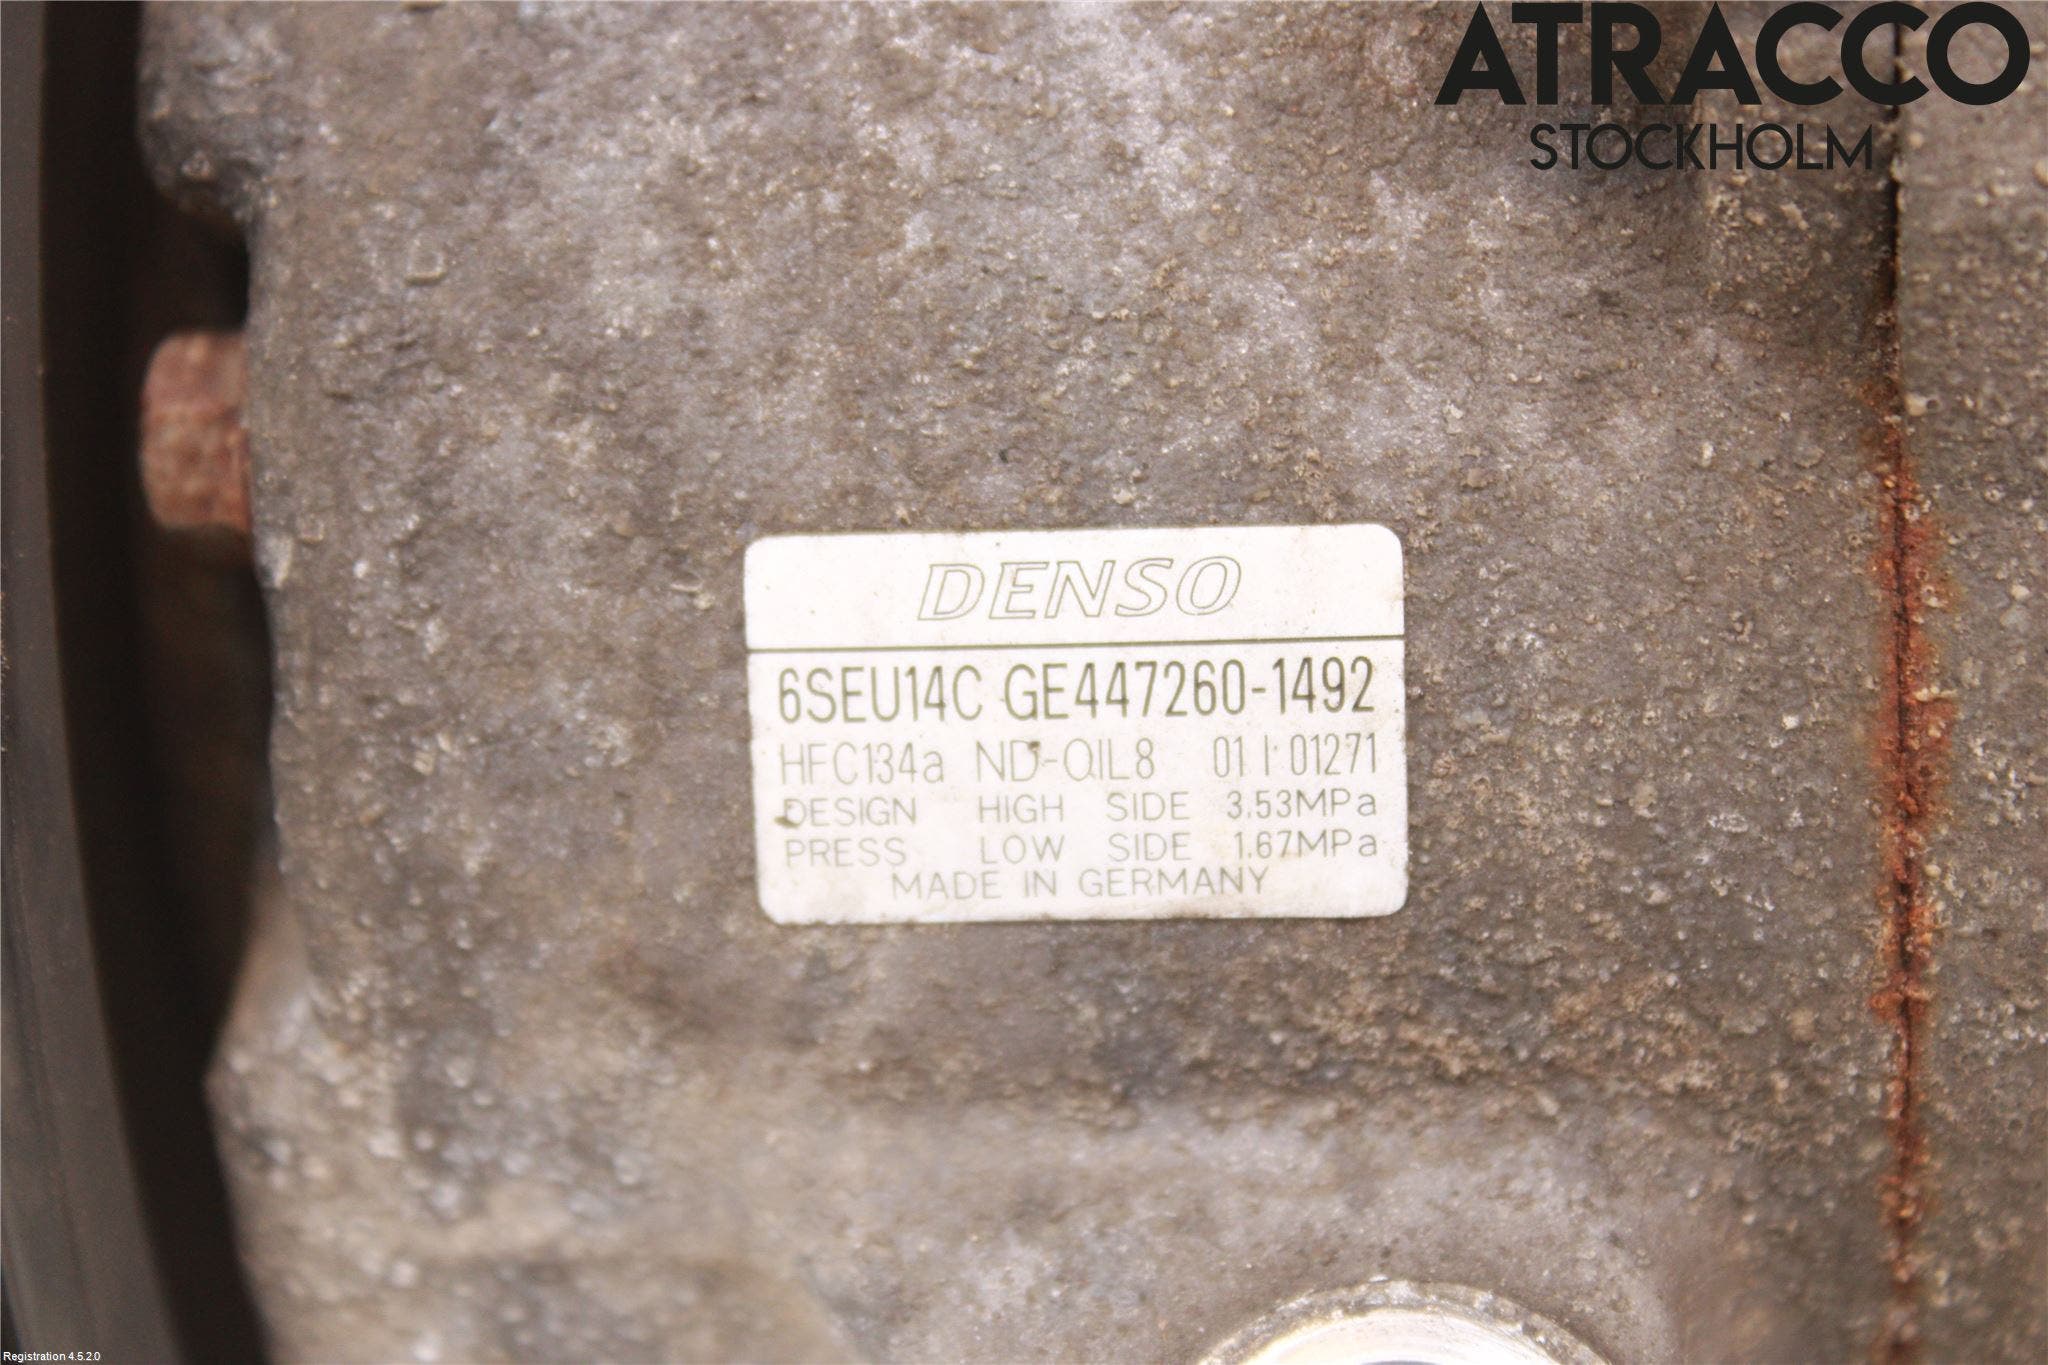 ATRACCO
STOCKHOLM
DENSO
6SEU14C GE447260-1492
HFC134a ND-OIL8 01 I 01271
DESIGN HIGH SIDE 3.53MPa
PRESS LOW SIDE 1.67MPa
MADE IN GERMANY
Registration 4.5.2.0